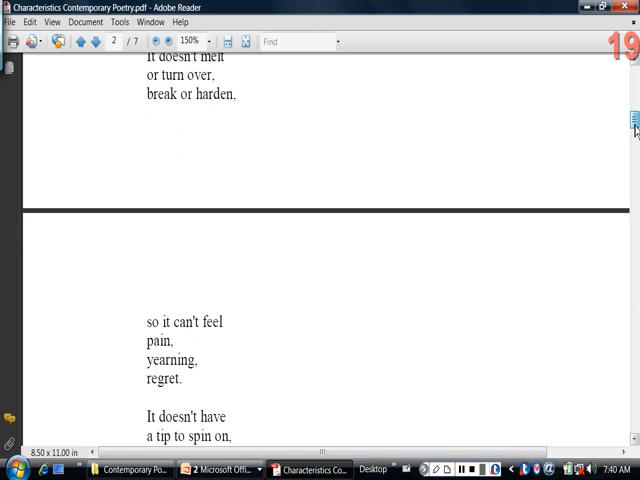 Characteristics Contemporary Poetry.pdf - Adobe Reader
File Edit View Document Tools Window Help
2 / 7 150% Find
19
It doesn't melt
or turn over,
break or harden,
so it can't feel
pain,
yearning,
regret.
It doesn't have
a tip to spin on,
8.50 x 11.00 in
Contemporary Po... 2 Microsoft Offi... Characteristics Co... Desktop 7:40 AM